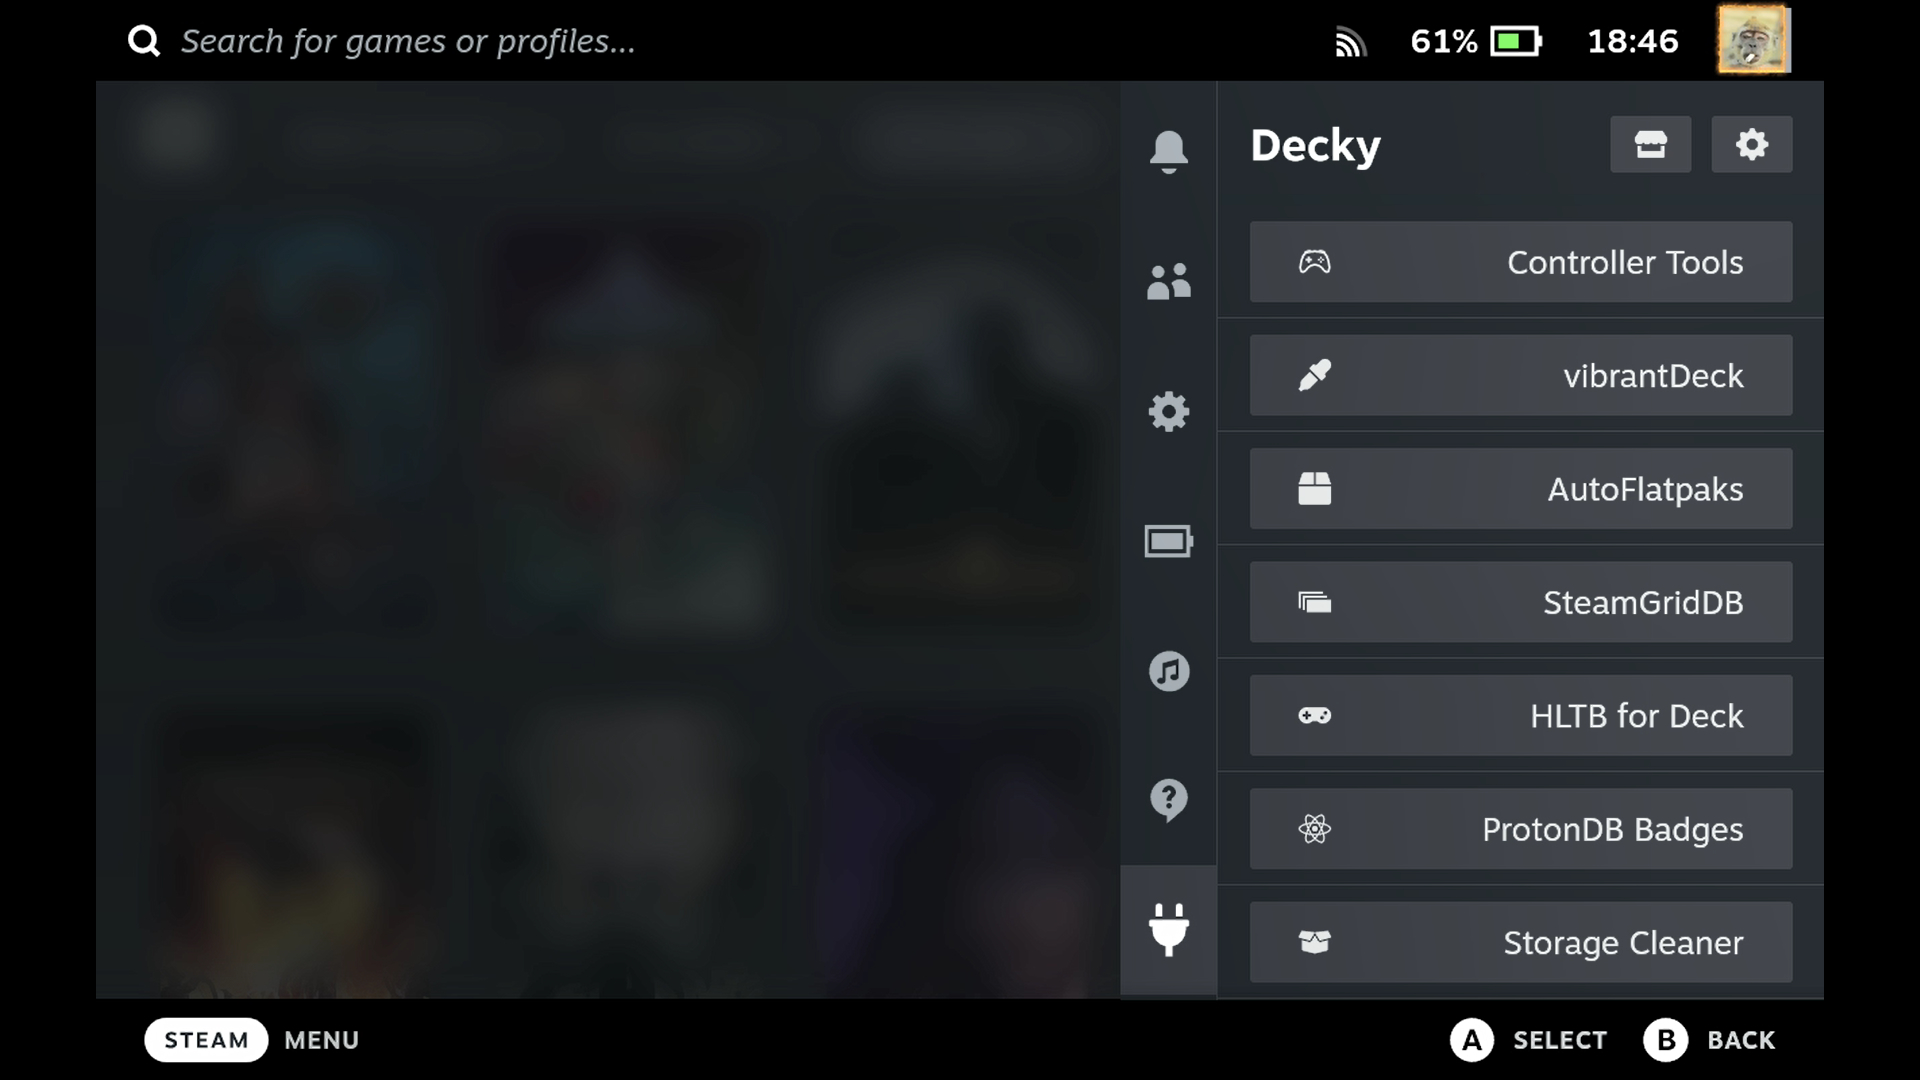 Search for games or profiles...
61%
18:46
Decky
Controller Tools
vibrantDeck
AutoFlatpaks
SteamGridDB
HLTB for Deck
ProtonDB Badges
Storage Cleaner
STEAM MENU
A SELECT B BACK